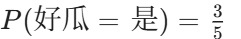 P(好瓜 = 是) = 3/5